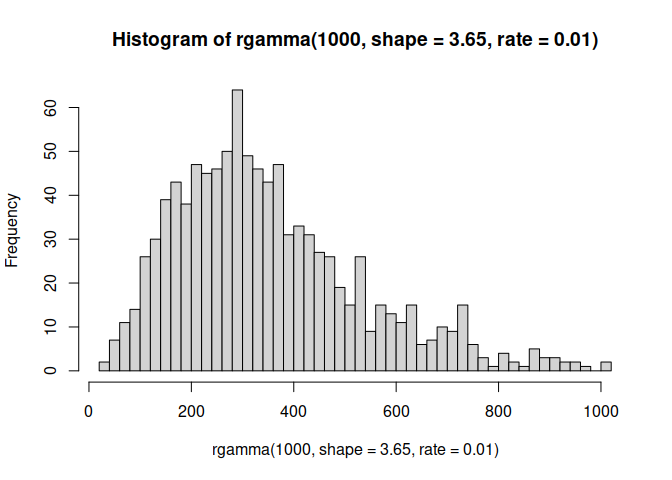 Histogram of rgamma(1000, shape = 3.65, rate = 0.01)
Frequency
60
50
40
30
20
10
0
0 200 400 600 800 1000
rgamma(1000, shape = 3.65, rate = 0.01)